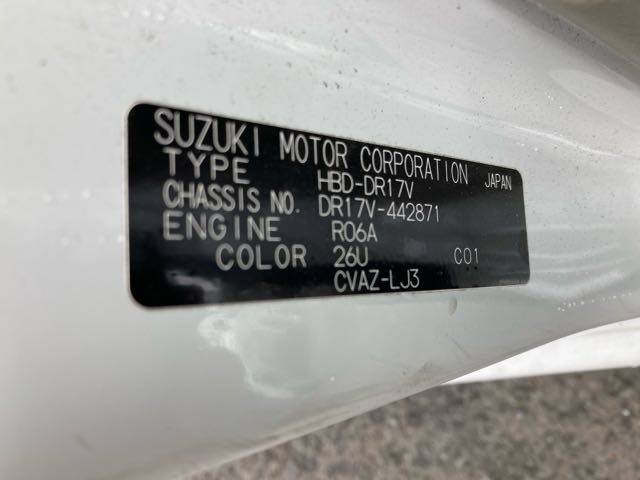 SUZUKI MOTOR CORPORATION JAPAN
TYPE HBD-DR17V
CHASSIS NO. DR17V-442871
ENGINE R06A
COLOR 26U C01
CVAZ-LJ3